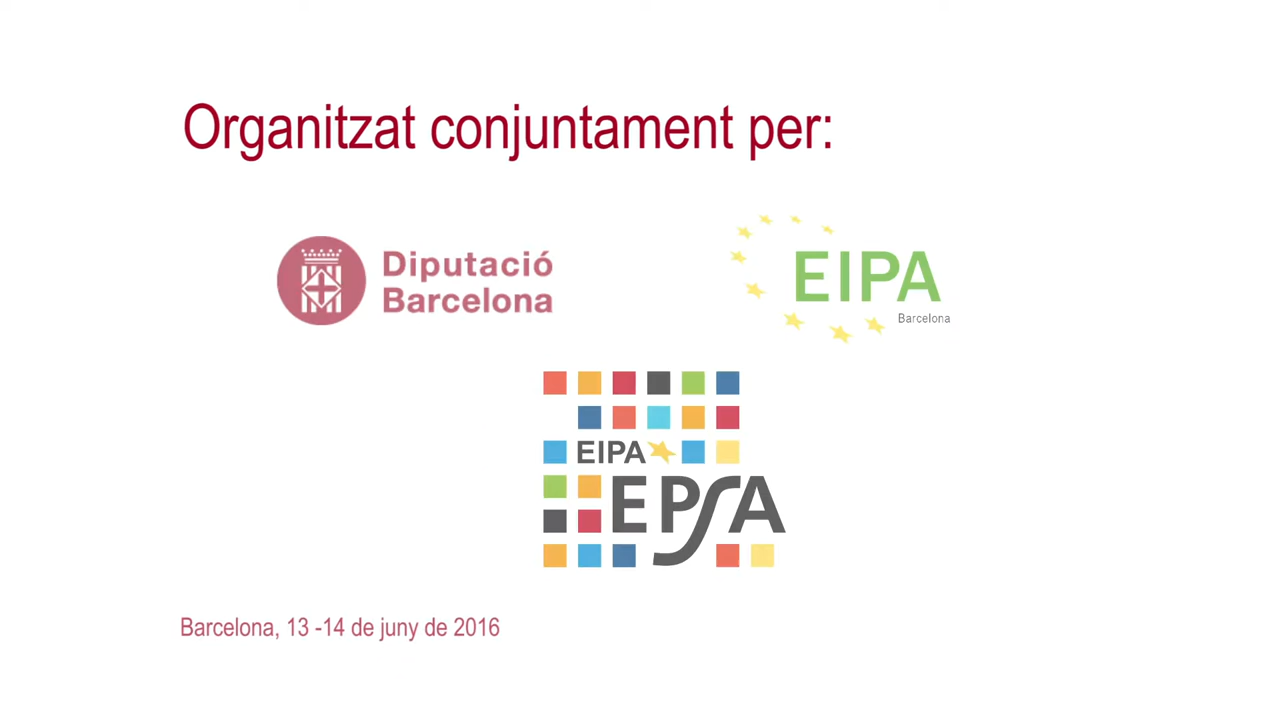 Organitzat conjuntament per:
Diputació
Barcelona
EIPA
Barcelona
EIPA
EPSA
Barcelona, 13 -14 de juny de 2016